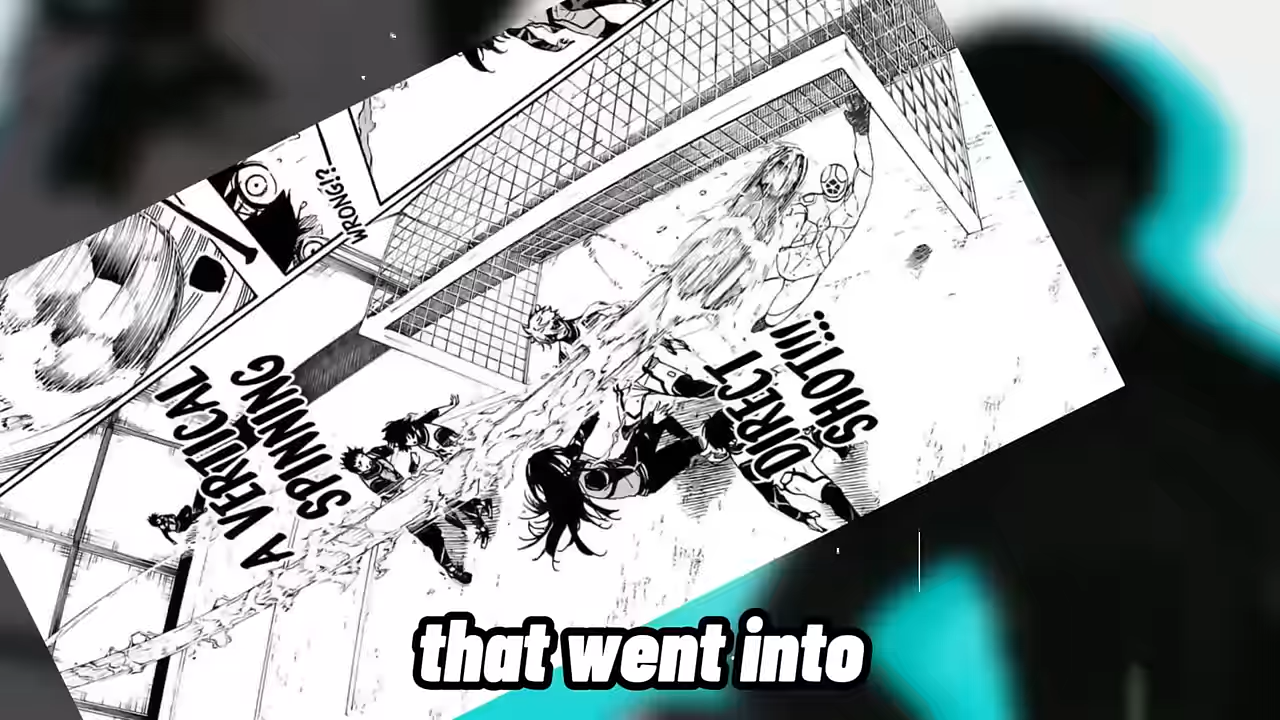 WRONG!?
A VERTICAL
SPINNING
DIRECT
SHOT!!!
that went into